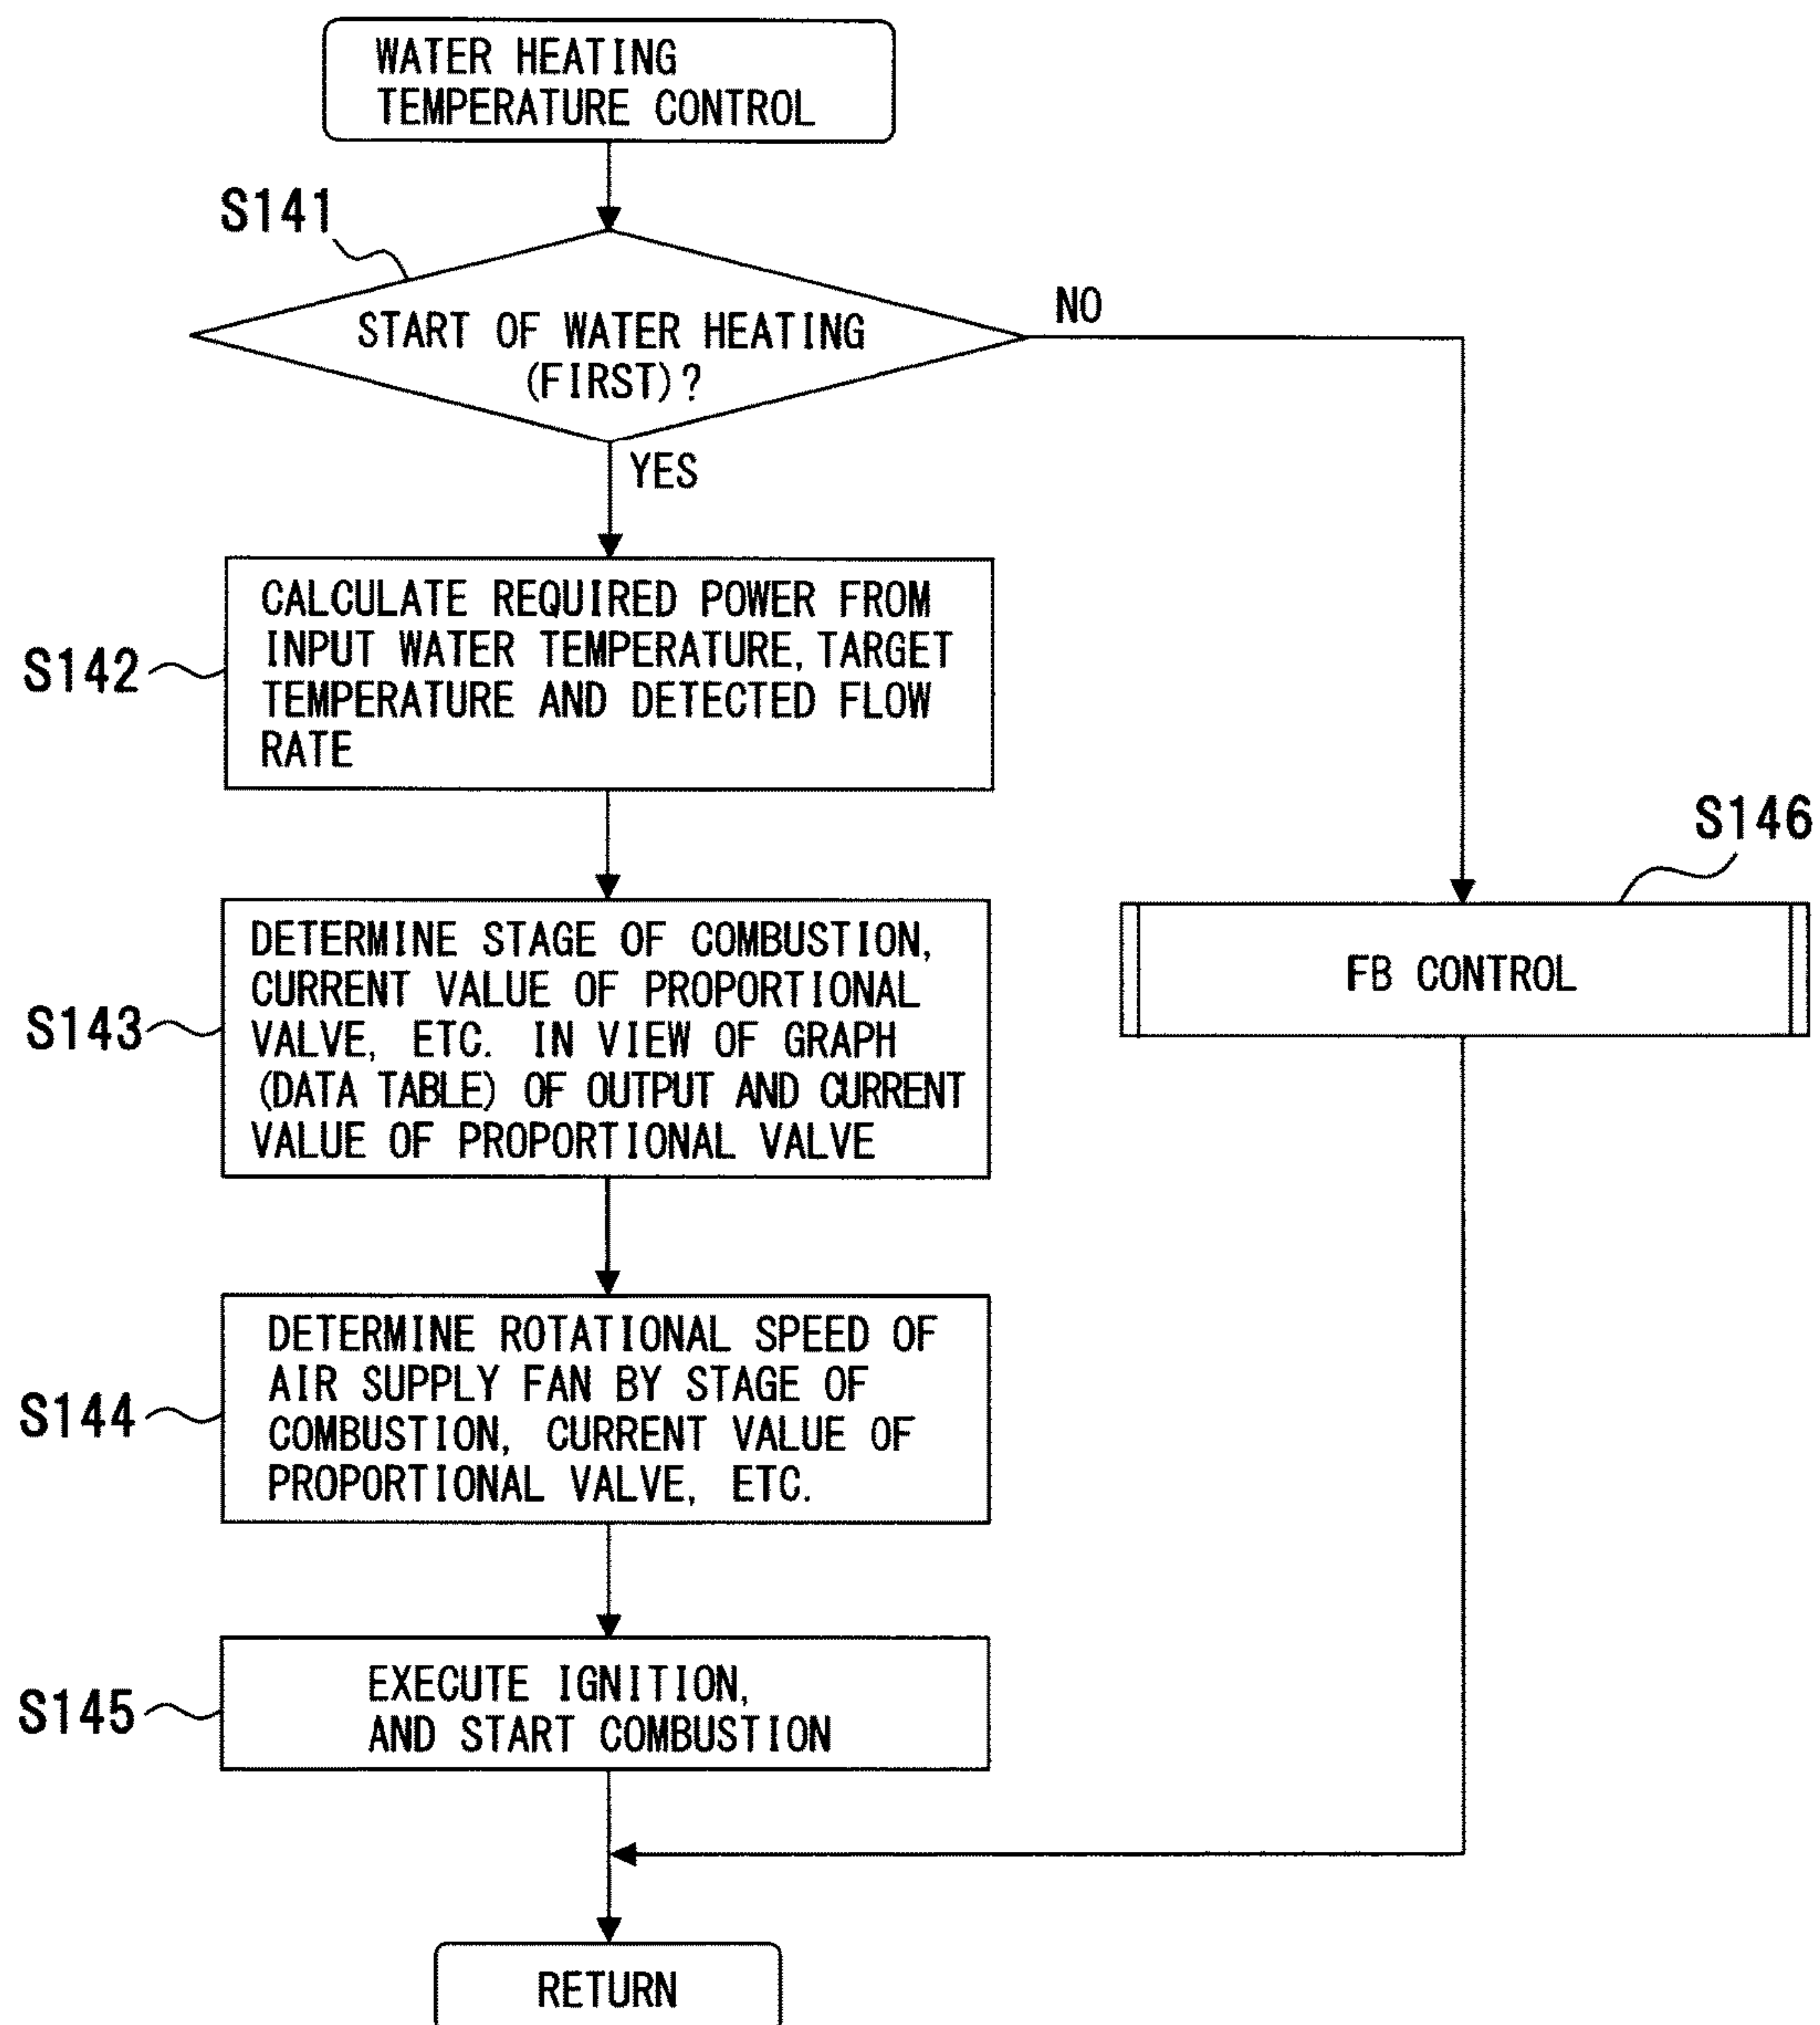 WATER HEATING
TEMPERATURE CONTROL
S141
START OF WATER HEATING
(FIRST)?
NO
YES
S142
CALCULATE REQUIRED POWER FROM
INPUT WATER TEMPERATURE, TARGET
TEMPERATURE AND DETECTED FLOW
RATE
S143
DETERMINE STAGE OF COMBUSTION,
CURRENT VALUE OF PROPORTIONAL
VALVE, ETC. IN VIEW OF GRAPH
(DATA TABLE) OF OUTPUT AND CURRENT
VALUE OF PROPORTIONAL VALVE
S146
FB CONTROL
S144
DETERMINE ROTATIONAL SPEED OF
AIR SUPPLY FAN BY STAGE OF
COMBUSTION, CURRENT VALUE OF
PROPORTIONAL VALVE, ETC.
S145
EXECUTE IGNITION,
AND START COMBUSTION
RETURN